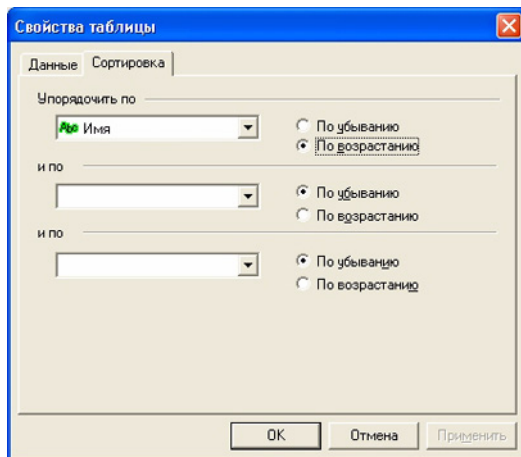 Свойства таблицы
Данные Сортировка
Упорядочить по
Abc Имя
По убыванию
По возрастанию
и по
По убыванию
По возрастанию
и по
По убыванию
По возрастанию
OK Отмена Применить